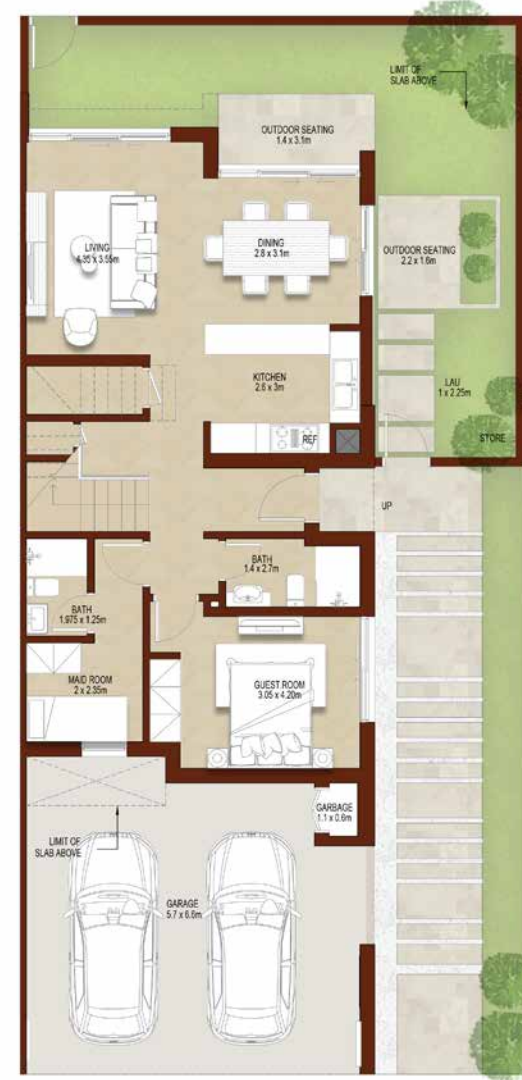 LIMIT OF
SLAB ABOVE
OUTDOOR SEATING
1.4 x 3.1m
LIVING
4.35 x 3.55m
DINING
2.8 x 3.1m
OUTDOOR SEATING
2.2 x 1.6m
KITCHEN
2.6 x 3m
LAU
1 x 2.25m
REF
STORE
UP
BATH
1.4 x 2.7m
BATH
1.975 x 1.25m
MAID ROOM
2 x 2.35m
GUEST ROOM
3.05 x 4.20m
GARBAGE
1.1 x 0.6m
LIMIT OF
SLAB ABOVE
GARAGE
5.7 x 6.6m